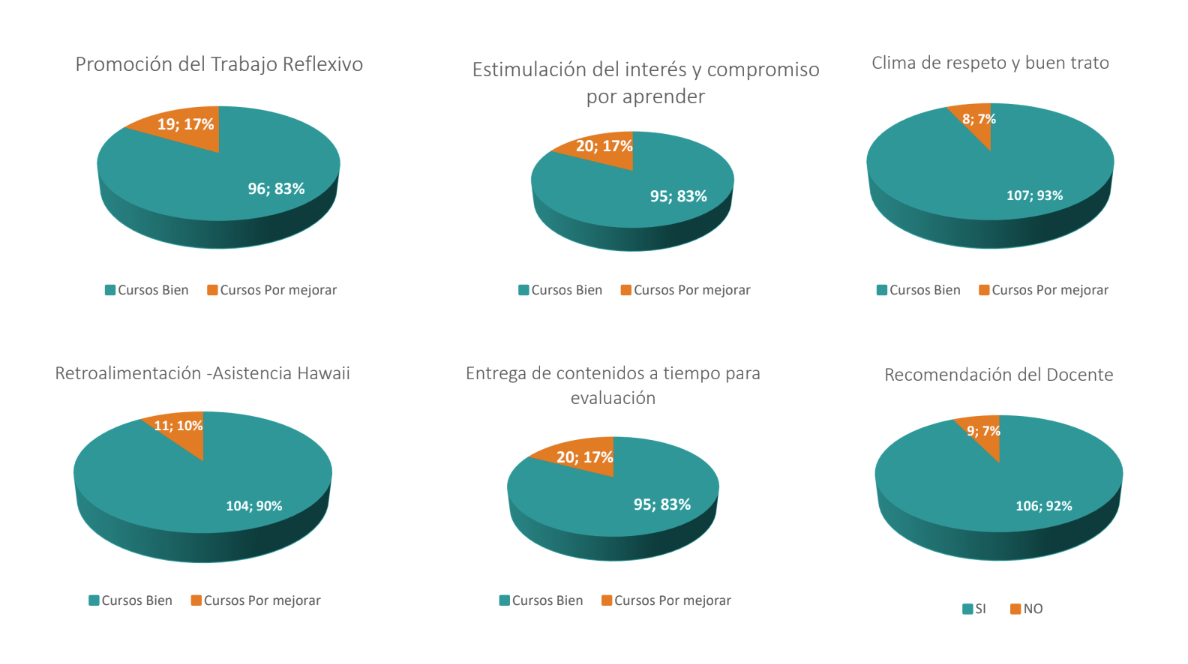 Promoción del Trabajo Reflexivo
19; 17%
96; 83%
Cursos Bien Cursos Por mejorar
Estimulación del interés y compromiso
por aprender
20; 17%
95; 83%
Cursos Bien Cursos Por mejorar
Clima de respeto y buen trato
8; 7%
107; 93%
Cursos Bien Cursos Por mejorar
Retroalimentación -Asistencia Hawaii
11; 10%
104; 90%
Cursos Bien Cursos Por mejorar
Entrega de contenidos a tiempo para
evaluación
20; 17%
95; 83%
Cursos Bien Cursos Por mejorar
Recomendación del Docente
9; 7%
106; 92%
SI NO